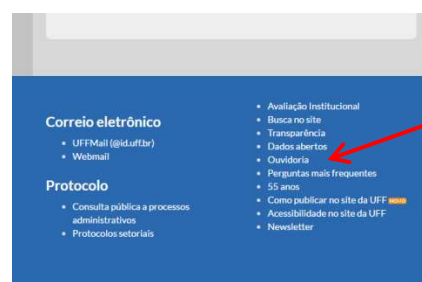 Correio eletrônico
UFFMail (@id.uff.br)
Webmail
Protocolo
Consulta pública a processos
administrativos
Protocolos setoriais
Avaliação Institucional
Busca no site
Transparência
Dados abertos
Ouvidoria
Perguntas mais frequentes
55 anos
Como publicar no site da UFF
Acessibilidade no site da UFF
Newsletter